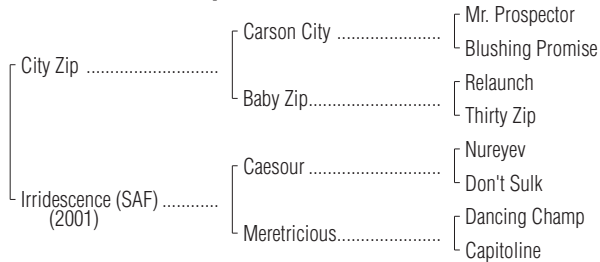 Mr. Prospector
Carson City ......................
Blushing Promise
City Zip ............................
Relaunch
Baby Zip............................
Thirty Zip
Nureyev
Caesour ............................
Don't Sulk
Irridescence (SAF) ............
(2001)
Dancing Champ
Meretricious......................
Capitoline